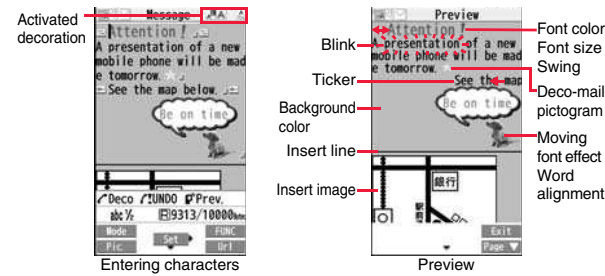 Activated
decoration
Message
Attention!
A presentation of a new
mobile phone will be mad
e tomorrow.
See the map below.
Be on time
Deco UNDO Prev.
abc ½ 9313/10000
Mode
FUNC
Pic.
Set
Url
Entering characters
Preview
Attention!
A presentation of a new
mobile phone will be mad
e tomorrow.
See the map
Be on time
銀行
Exit
Page
Preview
Blink
Ticker
Background
color
Insert line
Insert image
Font color
Font size
Swing
Deco-mail
pictogram
Moving
font effect
Word
alignment